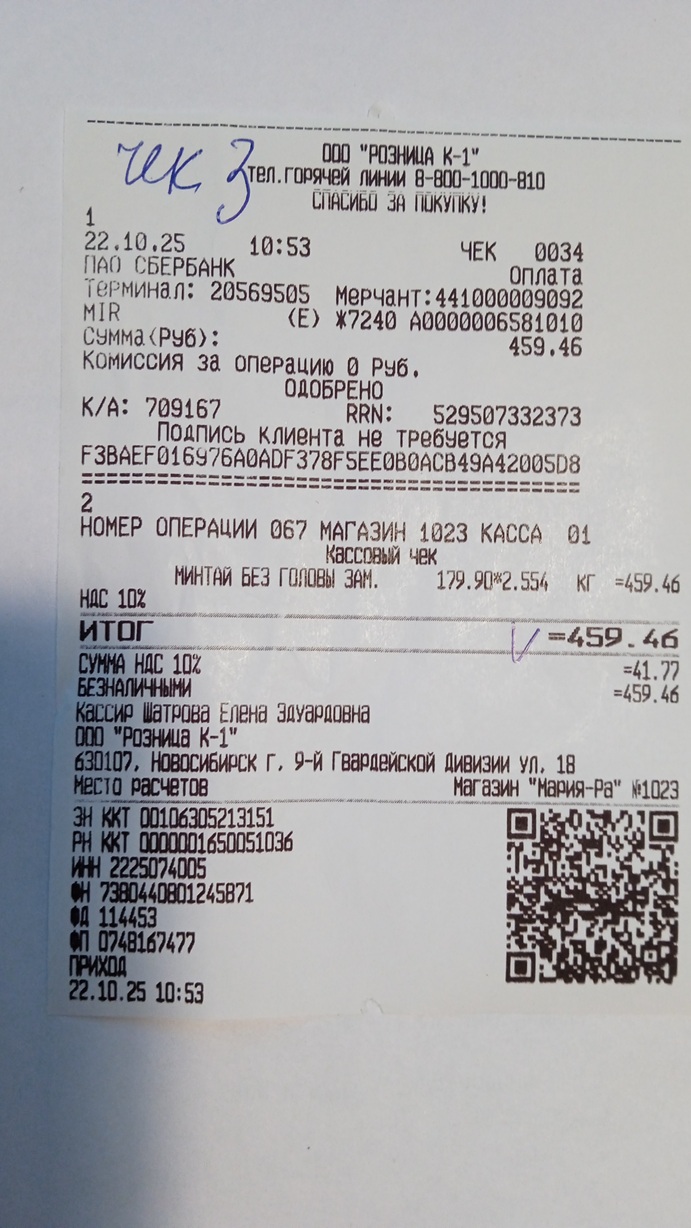 чек 3
ООО "РОЗНИЦА К-1"
тел.горячей линии 8-800-1000-810
СПАСИБО ЗА ПОКУПКУ!
1
22.10.25 10:53 ЧЕК 0034
ПАО СБЕРБАНК Оплата
Терминал: 20569505 Мерчант:441000009092
MIR (E) *7240 A0000006581010
Сумма(Руб): 459.46
Комиссия за операцию 0 Руб.
ОДОБРЕНО
К/А: 709167 RRN: 529507332373
Подпись клиента не требуется
F3BAEF016976A0ADF378F5EE0B0ACB49A42005D8
========================================
2
НОМЕР ОПЕРАЦИИ 067 МАГАЗИН 1023 КАССА 01
Кассовый чек
МИНТАЙ БЕЗ ГОЛОВЫ ЗАМ. 179.90*2.554 КГ =459.46
НДС 10%
ИТОГ =459.46
СУММА НДС 10% =41.77
БЕЗНАЛИЧНЫМИ =459.46
Кассир Шатрова Елена Эдуардовна
ООО "Розница К-1"
630107, Новосибирск г, 9-й Гвардейской Дивизии ул, 18
Место расчетов Магазин "Мария-Ра" №1023
ЗН ККТ 00106305213151
РН ККТ 0000001650051036
ИНН 2225074005
ФН 7380440801245871
ФД 114453
ФП 0748167477
ПРИХОД
22.10.25 10:53